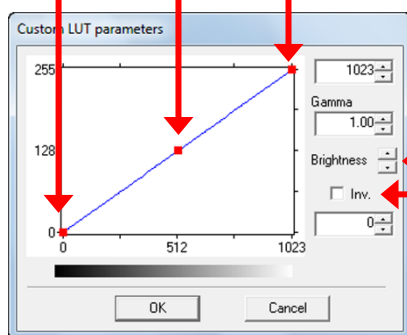 Custom LUT parameters
255
1023
Gamma
1.00
128
Brightness
Inv.
0
0
0
512
1023
OK
Cancel